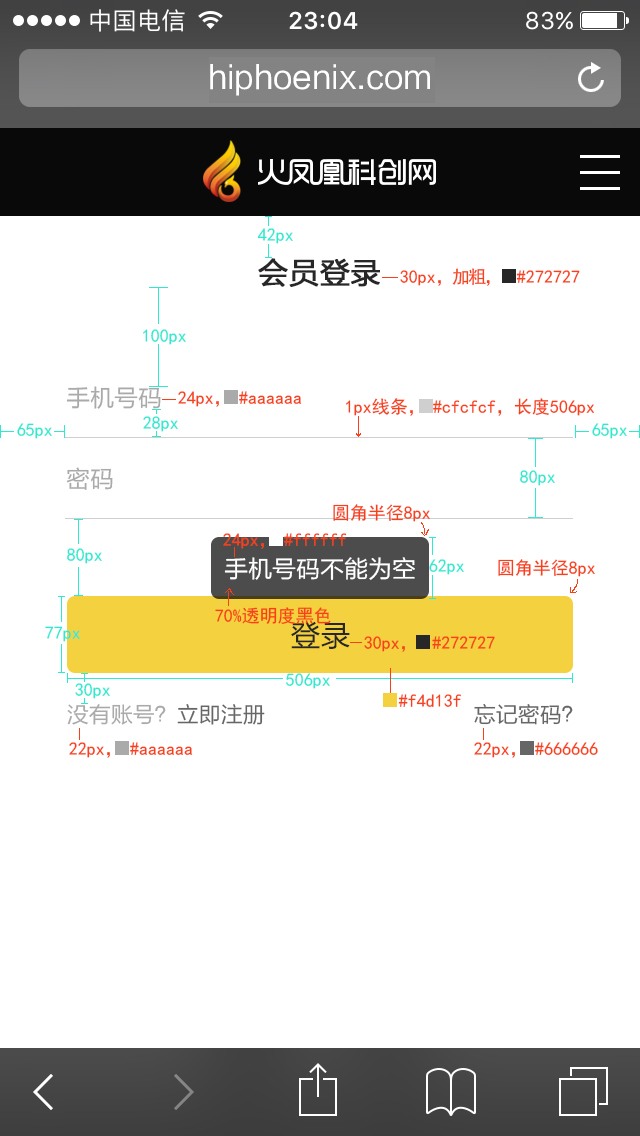 中国电信 23:04 83%
hiphoenix.com
火凤凰科创网
42px
会员登录 30px，加粗，#272727
100px
手机号码 24px，#aaaaaa
1px线条，#cfcfcf，长度506px
28px
65px 65px
密码 80px
圆角半径8px
24px，#ffffff
80px 手机号码不能为空 62px 圆角半径8px
70%透明度黑色
77px 登录 30px，#272727
506px
30px
#f4d13f
没有账号？ 立即注册 忘记密码？
22px，#aaaaaa 22px，#666666